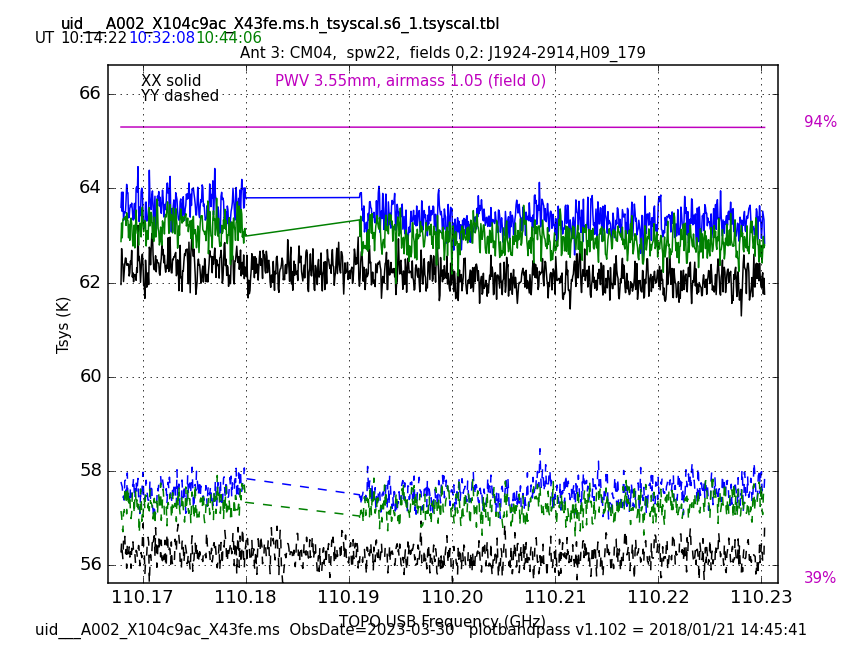 uid___A002_X104c9ac_X43fe.ms.h_tsyscal.s6_1.tsyscal.tbl
UT 10:14:22 10:32:08 10:44:06
Ant 3: CM04, spw22, fields 0,2: J1924-2914,H09_179
XX solid PWV 3.55mm, airmass 1.05 (field 0)
YY dashed
66
94%
64
62
Tsys (K)
60
58
56
39%
110.17 110.18 110.19 110.20 110.21 110.22 110.23
TOPO USB Frequency (GHz)
uid___A002_X104c9ac_X43fe.ms ObsDate=2023-03-30 plotbandpass v1.102 = 2018/01/21 14:45:41